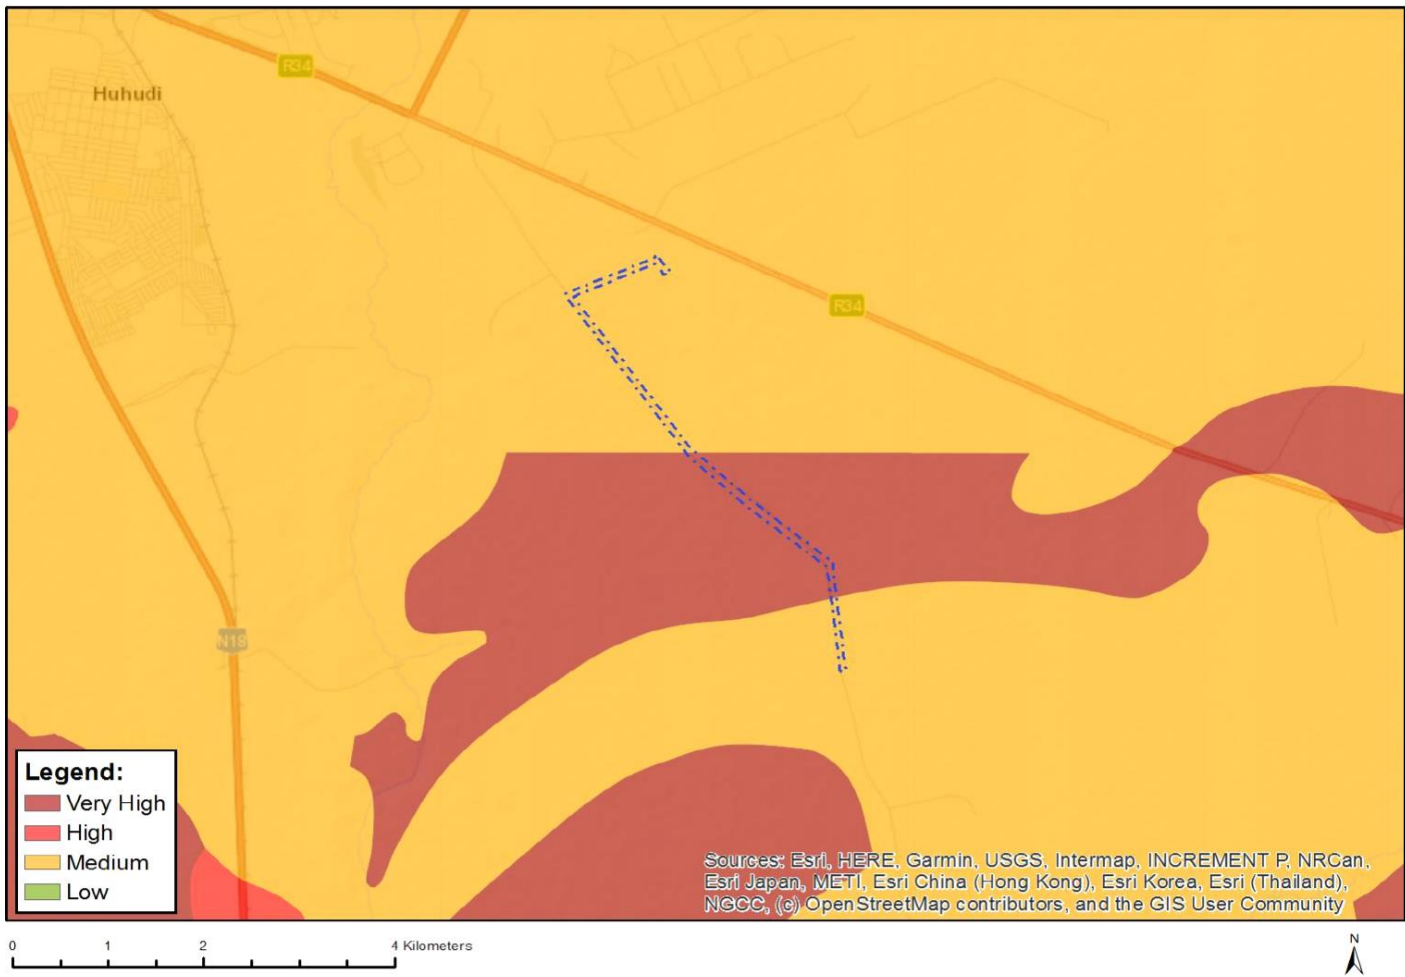 R34
Huhudi
R34
N18
Legend:
Very High
High
Medium
Low
Sources: Esri, HERE, Garmin, USGS, Intermap, INCREMENT P, NRCan,
Esri Japan, METI, Esri China (Hong Kong), Esri Korea, Esri (Thailand),
NGCC, (c) OpenStreetMap contributors, and the GIS User Community
0 1 2 4 Kilometers
N